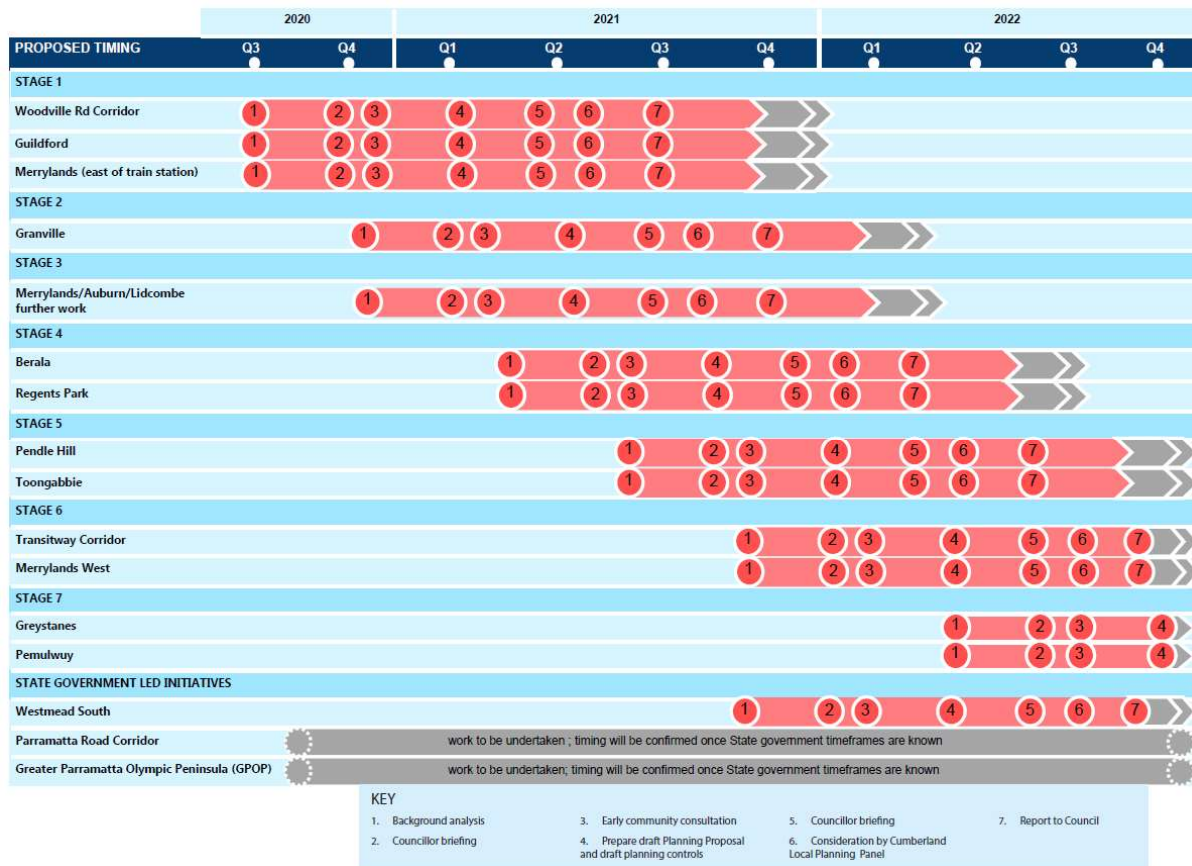 2020 2021 2022
PROPOSED TIMING Q3 Q4 Q1 Q2 Q3 Q4 Q1 Q2 Q3 Q4
STAGE 1
Woodville Rd Corridor 1 2 3 4 5 6 7
Guildford 1 2 3 4 5 6 7
Merrylands (east of train station) 1 2 3 4 5 6 7
STAGE 2
Granville 1 2 3 4 5 6 7
STAGE 3
Merrylands/Auburn/Lidcombe
further work 1 2 3 4 5 6 7
STAGE 4
Berala 1 2 3 4 5 6 7
Regents Park 1 2 3 4 5 6 7
STAGE 5
Pendle Hill 1 2 3 4 5 6 7
Toongabbie 1 2 3 4 5 6 7
STAGE 6
Transitway Corridor 1 2 3 4 5 6 7
Merrylands West 1 2 3 4 5 6 7
STAGE 7
Greystanes 1 2 3 4
Pemulwuy 1 2 3 4
STATE GOVERNMENT LED INITIATIVES
Westmead South 1 2 3 4 5 6 7
Parramatta Road Corridor work to be undertaken ; timing will be confirmed once State government timeframes are known
Greater Parramatta Olympic Peninsula (GPOP) work to be undertaken; timing will be confirmed once State government timeframes are known
KEY
1. Background analysis
2. Councillor briefing
3. Early community consultation
4. Prepare draft Planning Proposal
and draft planning controls
5. Councillor briefing
6. Consideration by Cumberland
Local Planning Panel
7. Report to Council